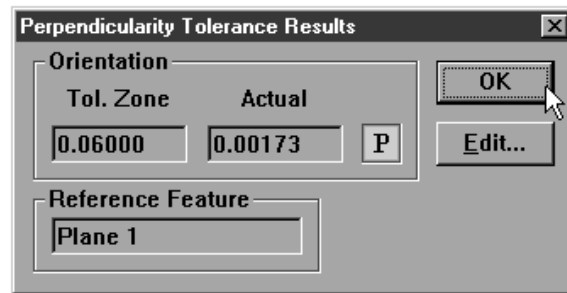 Perpendicularity Tolerance Results
Orientation
Tol. Zone Actual
0.06000 0.00173 P
OK
Edit...
Reference Feature
Plane 1